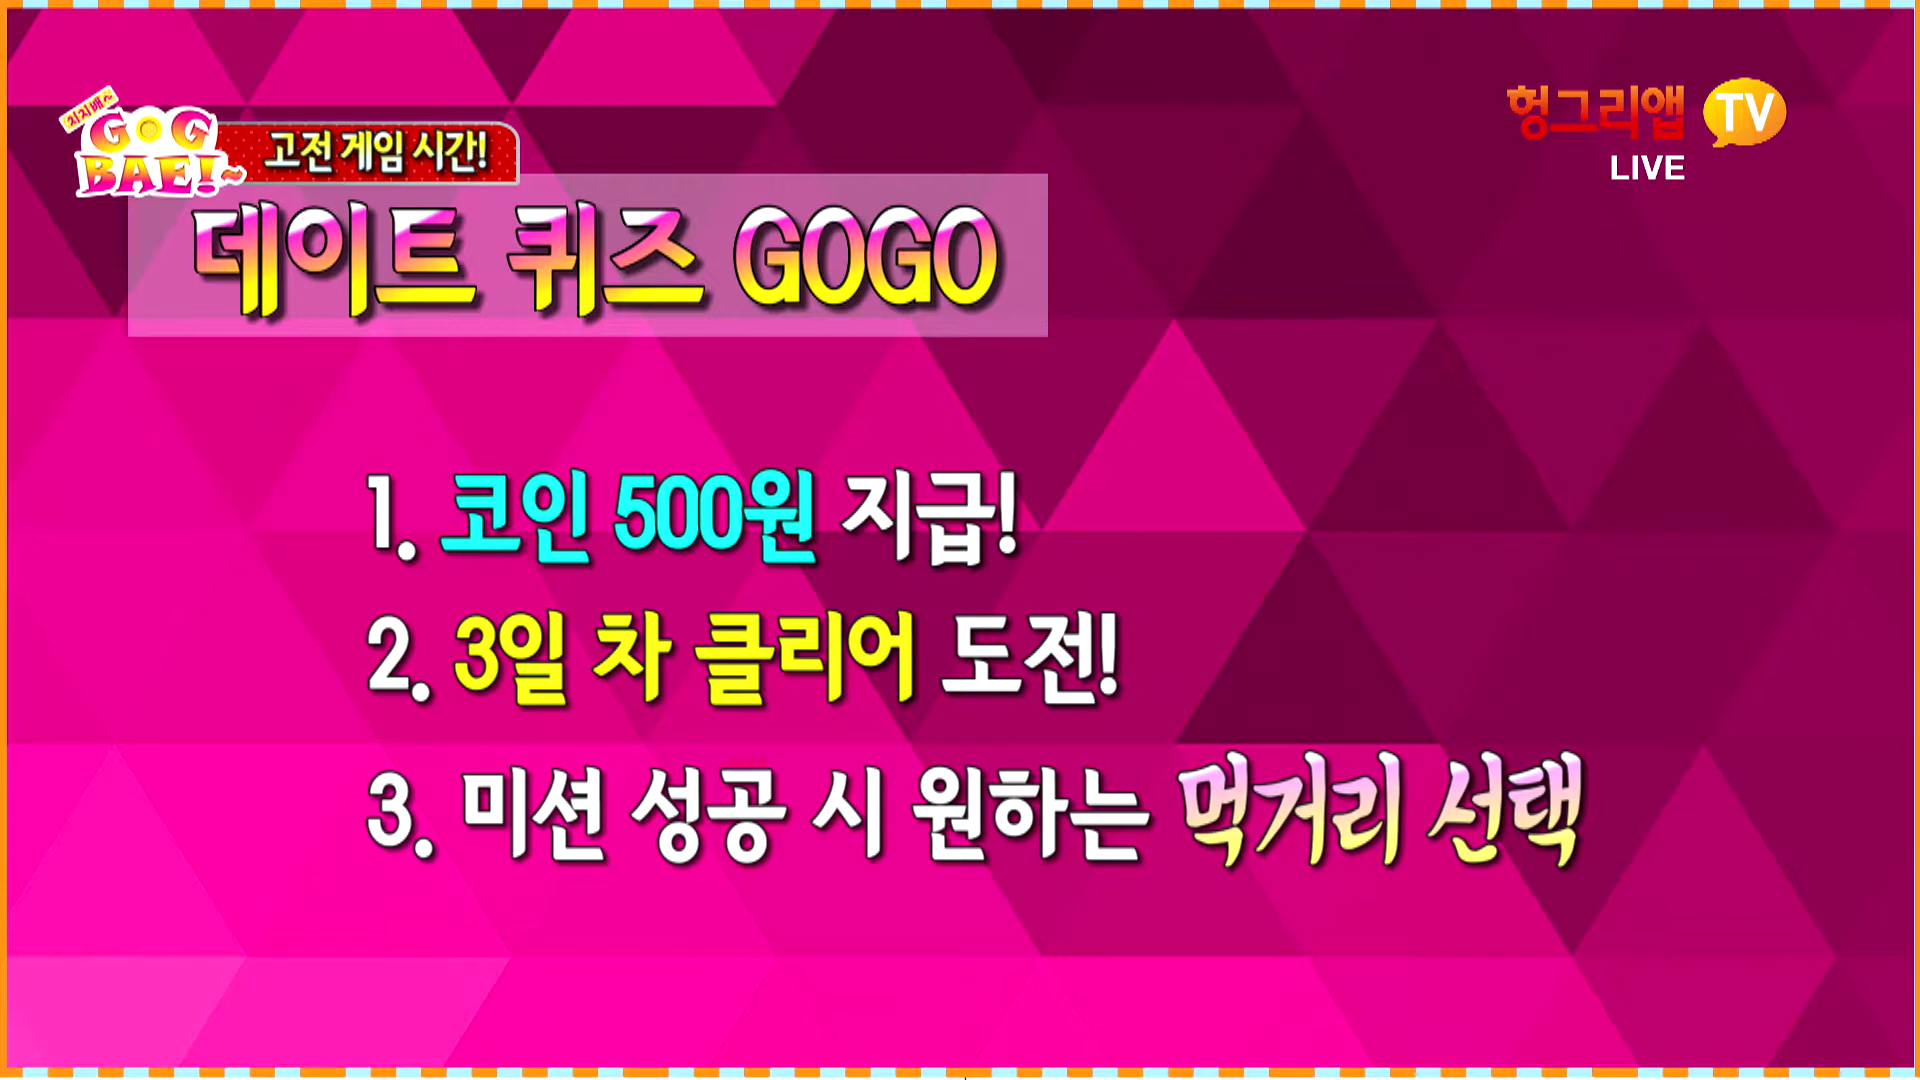 지지배~
GOG
BAE!~
고전 게임 시간!
헝그리앱 TV
LIVE
데이트 퀴즈 GOGO
1. 코인 500원 지급!
2. 3일 차 클리어 도전!
3. 미션 성공 시 원하는 먹거리 선택